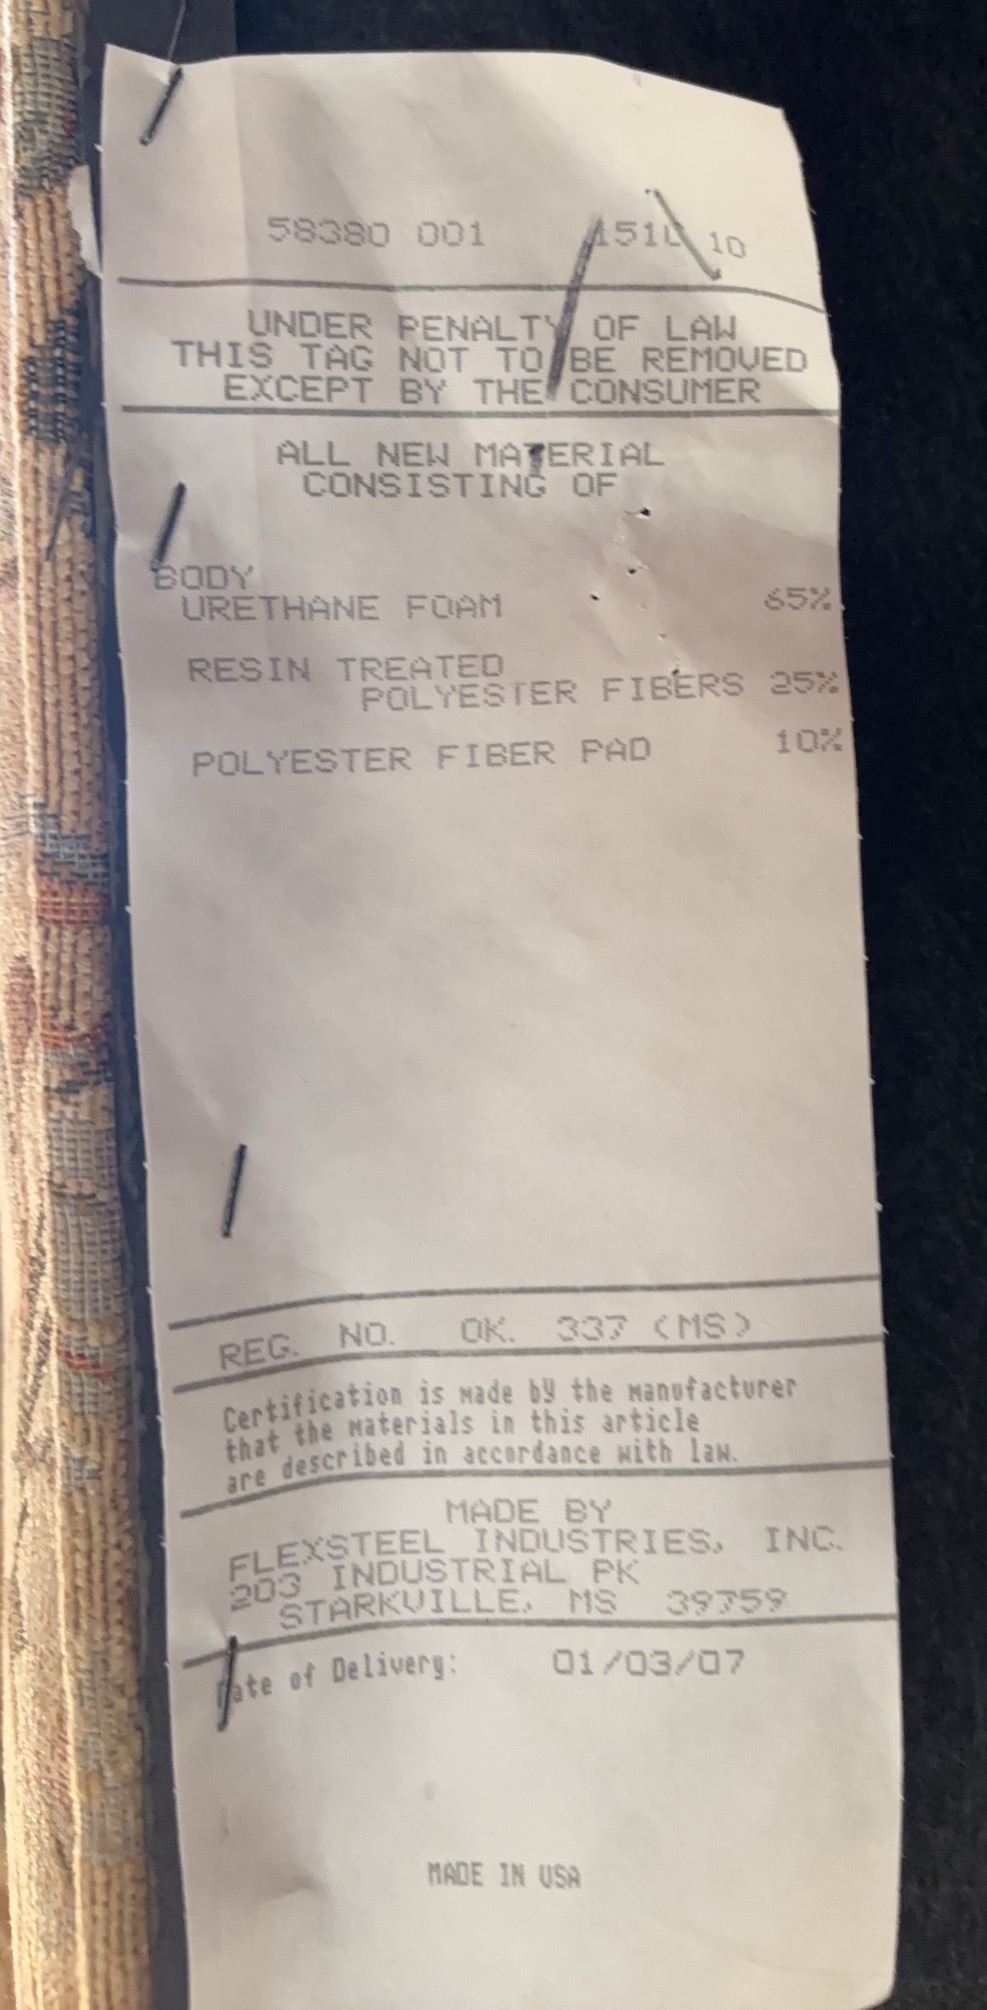 58380 001 10
UNDER PENALTY OF LAW
THIS TAG NOT TO BE REMOVED
EXCEPT BY THE CONSUMER
ALL NEW MATERIAL
CONSISTING OF
BODY
URETHANE FOAM 65%
RESIN TREATED
POLYESTER FIBERS 25%
POLYESTER FIBER PAD 10%
REG. NO. OK. 337 (MS)
Certification is made by the manufacturer
that the materials in this article
are described in accordance with law.
MADE BY
FLEXSTEEL INDUSTRIES, INC.
203 INDUSTRIAL PK
STARKVILLE, MS 39759
Date of Delivery: 01/03/07
MADE IN USA